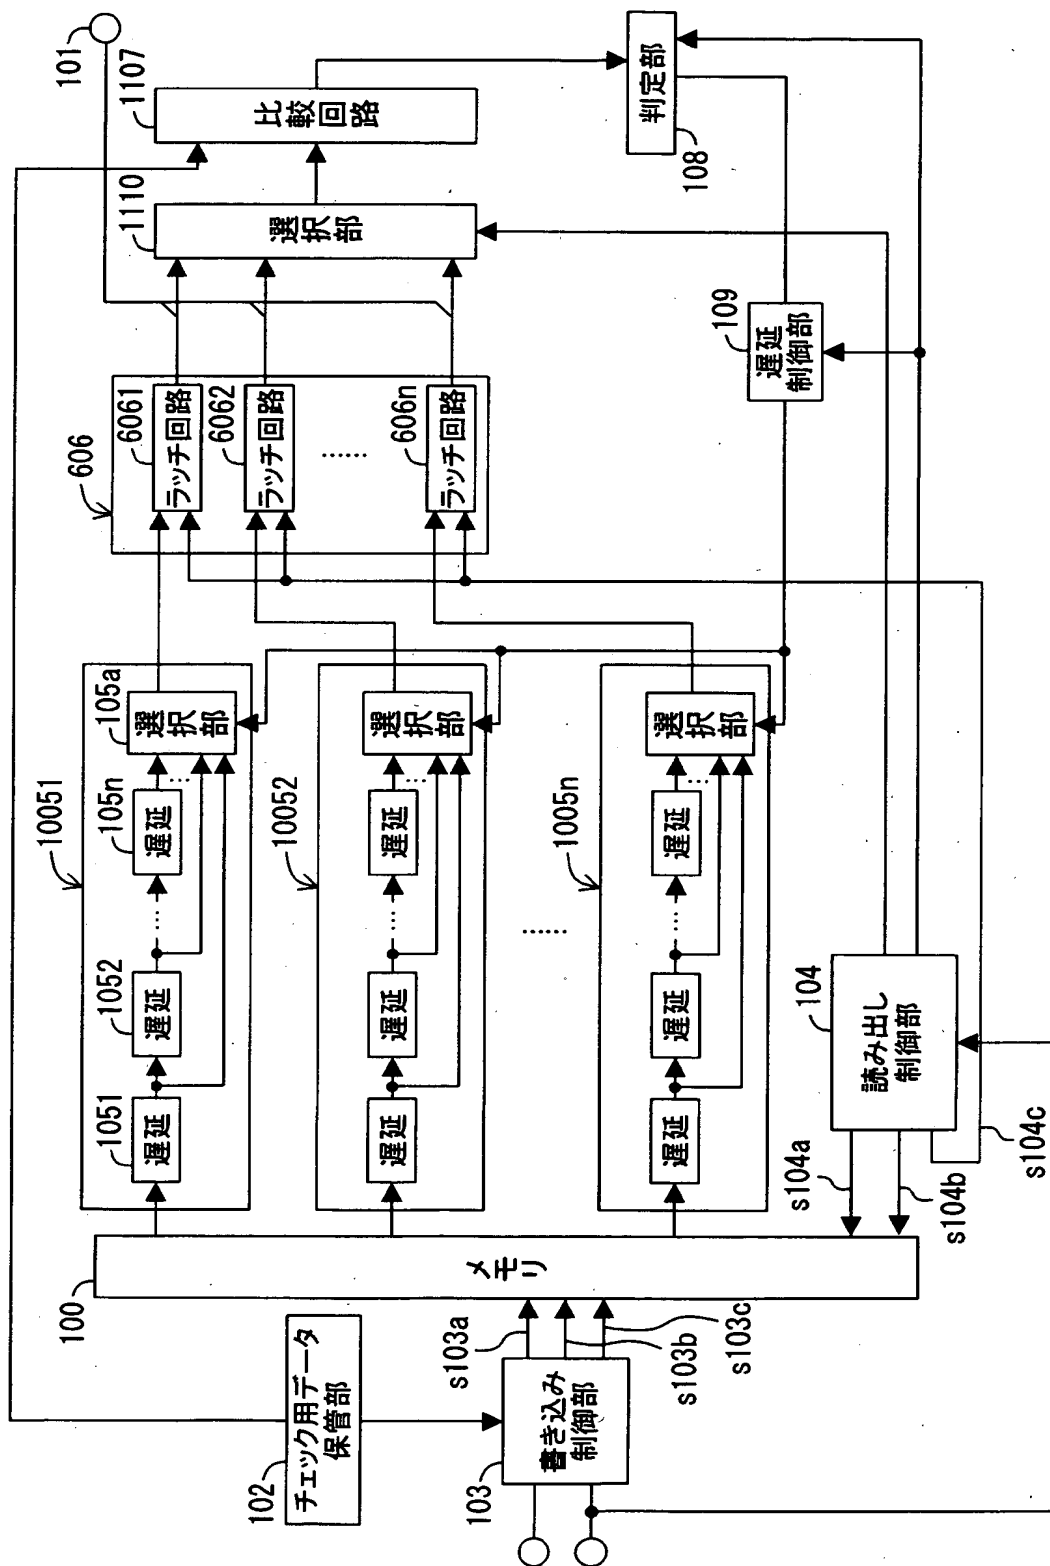 101
1107
比較回路
1110
選択部
判定部
108
109
遅延
制御部
606
6061
ラッチ回路
6062
ラッチ回路
……
606n
ラッチ回路
10051
1051
遅延
1052
遅延
…
105n
遅延
…
105a
選択部
10052
遅延
遅延
…
遅延
…
選択部
……
1005n
遅延
遅延
…
遅延
…
選択部
100
メモリ
102
チェック用データ
保管部
103
書き込み
制御部
s103a
s103b
s103c
104
読み出し
制御部
s104a
s104b
s104c